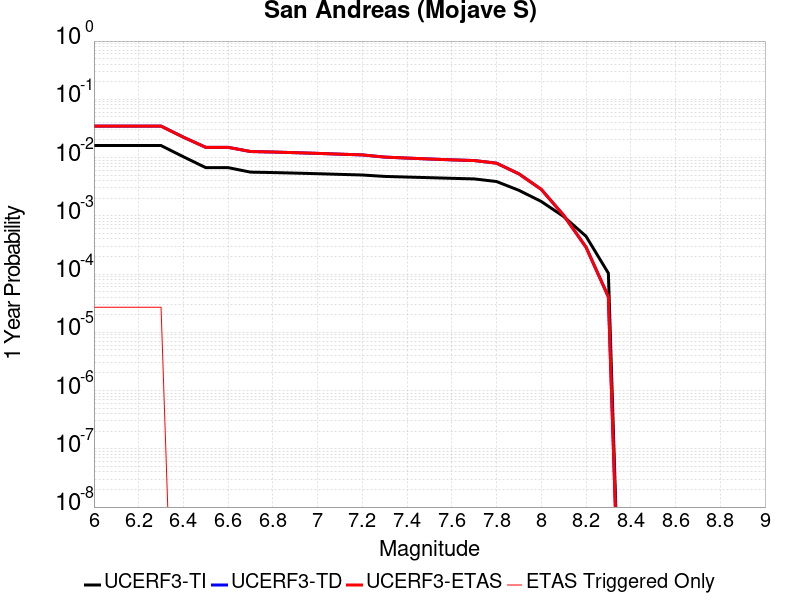 San Andreas (Mojave S)
10^0
10^-1
10^-2
10^-3
10^-4
10^-5
10^-6
10^-7
10^-8
1 Year Probability
6 6.2 6.4 6.6 6.8 7 7.2 7.4 7.6 7.8 8 8.2 8.4 8.6 8.8 9
Magnitude
UCERF3-TI UCERF3-TD UCERF3-ETAS ETAS Triggered Only